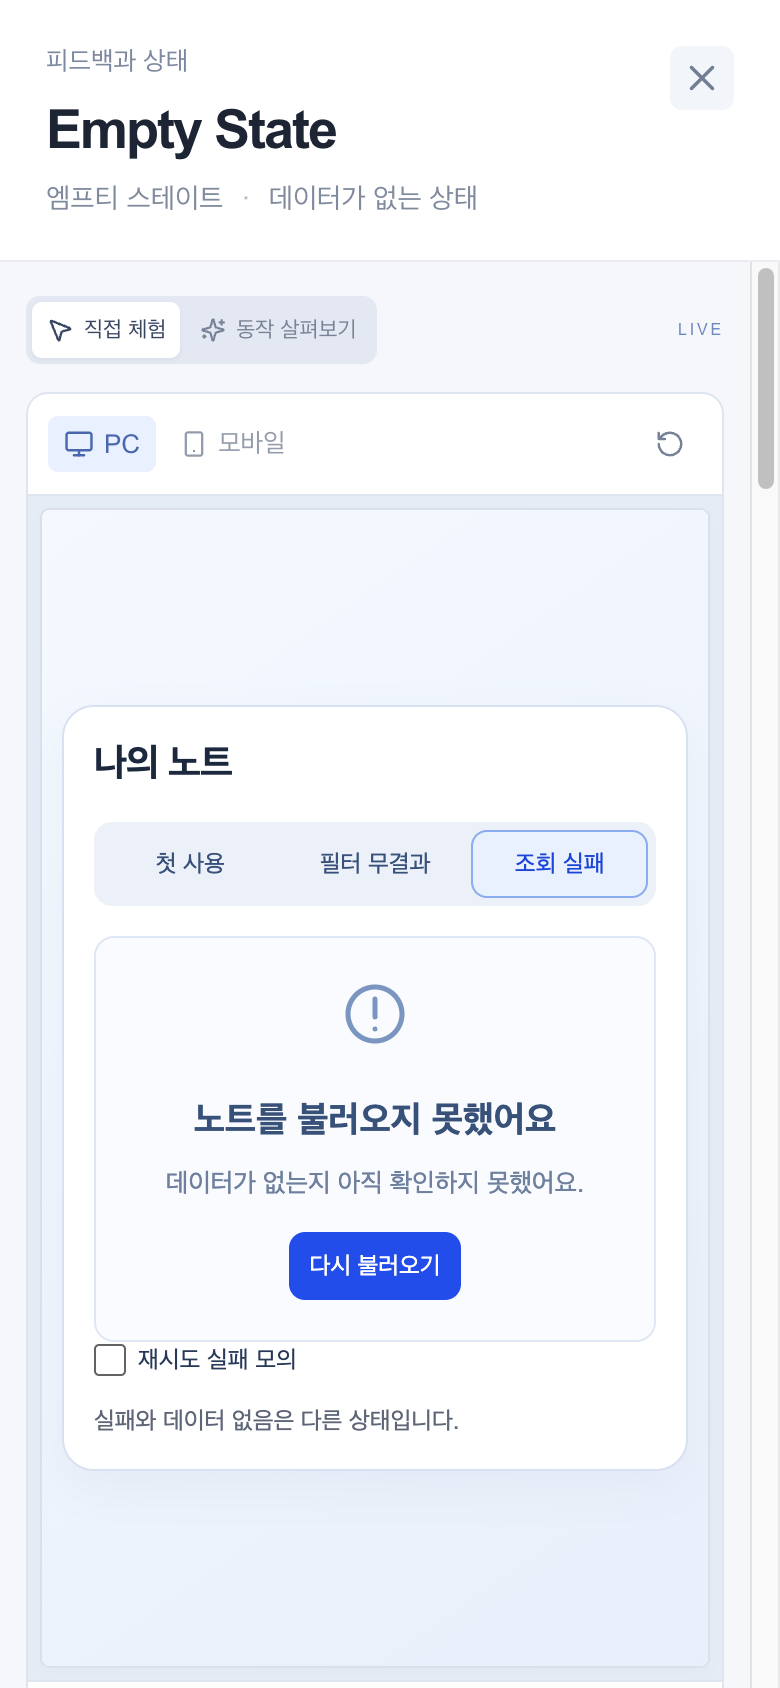 피드백과 상태
Empty State
엠프티 스테이트 · 데이터가 없는 상태
직접 체험 동작 살펴보기 LIVE
PC 모바일
나의 노트
첫 사용 필터 무결과 조회 실패
노트를 불러오지 못했어요
데이터가 없는지 아직 확인하지 못했어요.
다시 불러오기
재시도 실패 모의
실패와 데이터 없음은 다른 상태입니다.